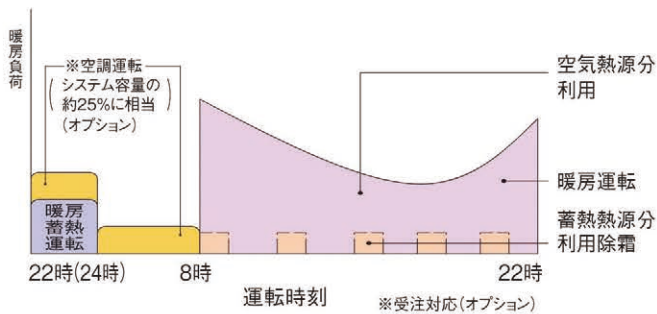 暖房負荷
※空調運転
システム容量の
約25%に相当
(オプション)
空気熱源分
利用
暖房運転
暖房
蓄熱
運転
蓄熱熱源分
利用除霜
22時(24時)
8時
22時
運転時刻
※受注対応(オプション)